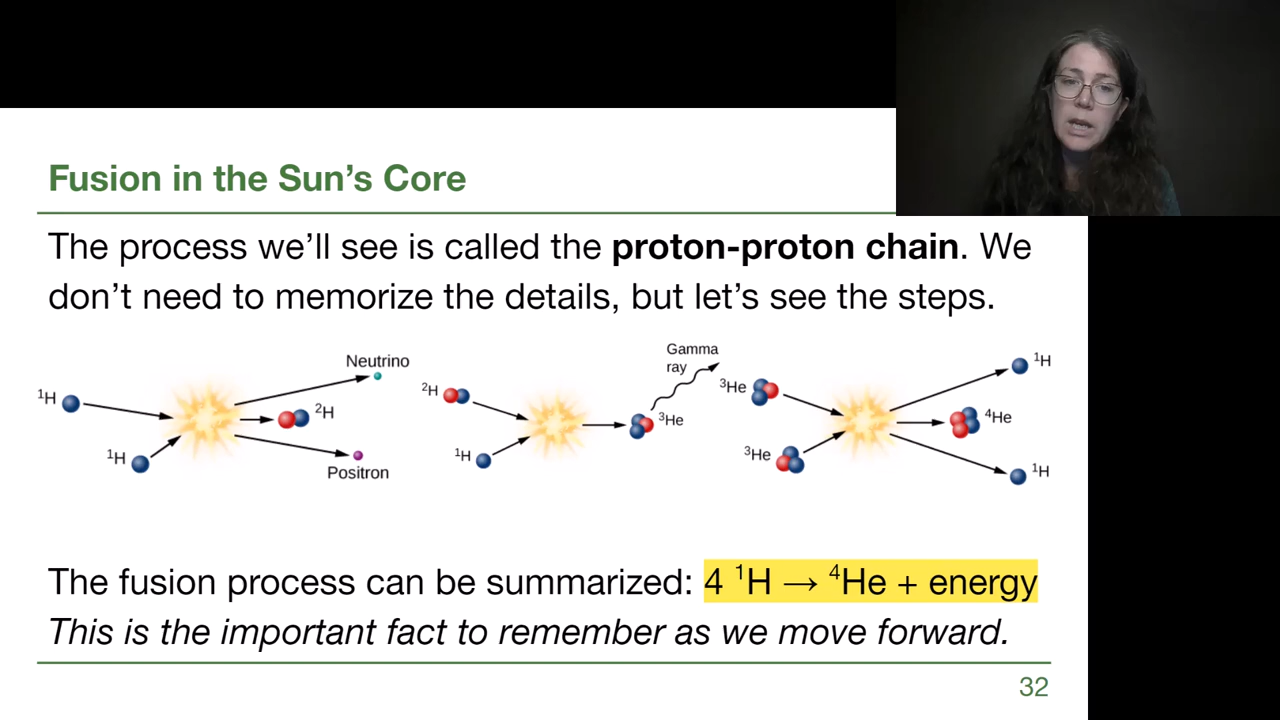 Fusion in the Sun’s Core
The process we’ll see is called the proton-proton chain. We
don’t need to memorize the details, but let’s see the steps.
¹H
¹H
Neutrino
²H
Positron
²H
¹H
Gamma
ray
³He
³He
³He
¹H
⁴He
¹H
The fusion process can be summarized: 4 ¹H → ⁴He + energy
This is the important fact to remember as we move forward.
32